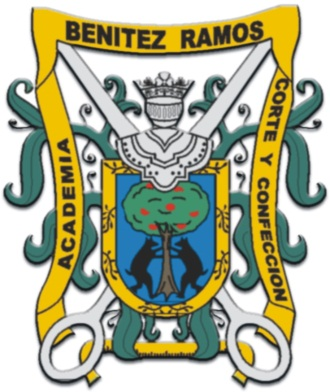 BENITEZ RAMOS
ACADEMIA
CORTE Y CONFECCION